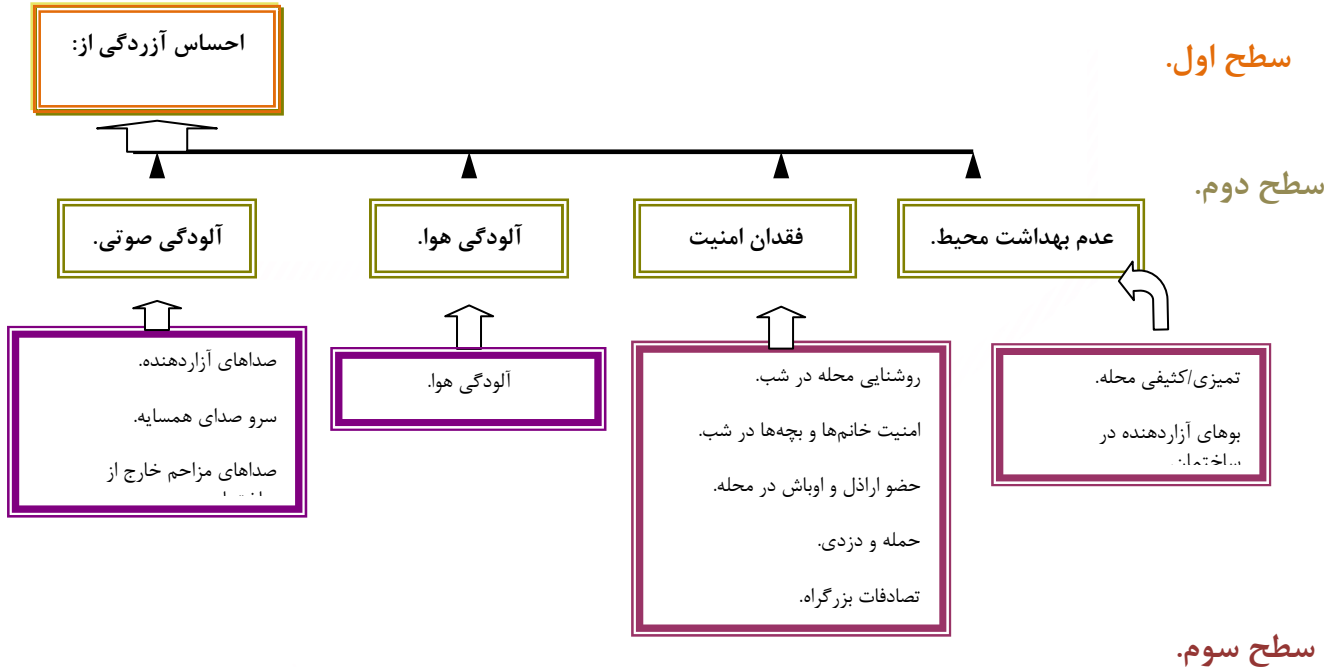 احساس آزردگی از:
سطح اول.
سطح دوم.
عدم بهداشت محیط.
فقدان امنیت
آلودگی هوا.
آلودگی صوتی.
تمیزی/کثیفی محله.
بوهای آزاردهنده در
ساختمان.
روشنایی محله در شب.
امنیت خانم‌ها و بچه‌ها در شب.
حضو اراذل و اوباش در محله.
حمله و دزدی.
تصادفات بزرگراه.
آلودگی هوا.
صداهای آزاردهنده.
سرو صدای همسایه.
صداهای مزاحم خارج از
سطح سوم.